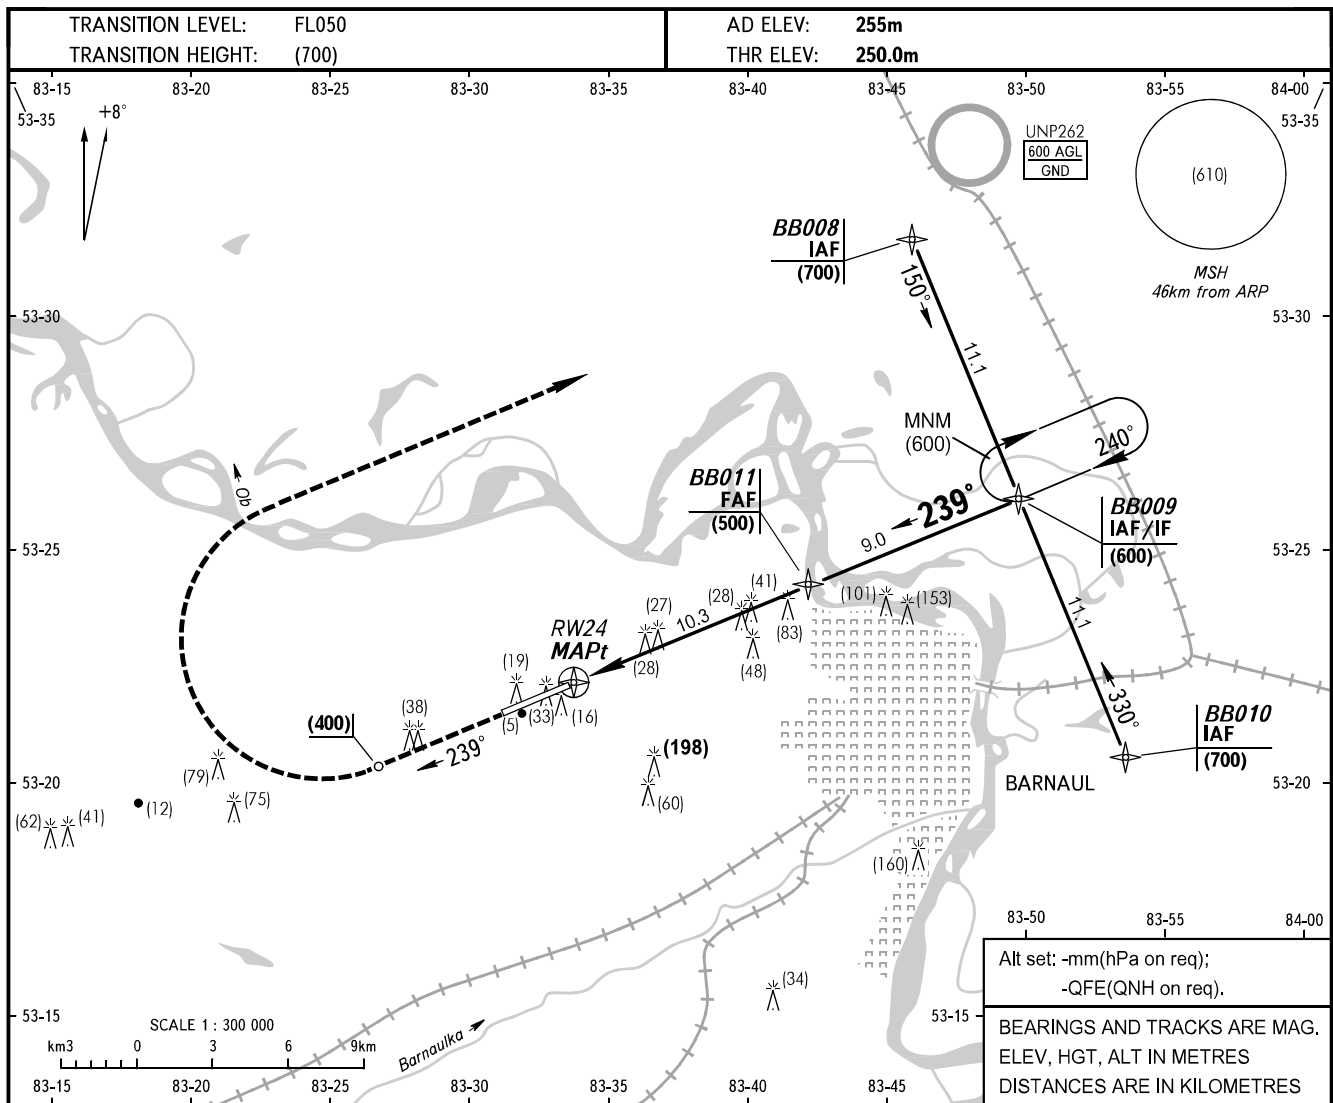 TRANSITION LEVEL: FL050
TRANSITION HEIGHT: (700)
AD ELEV: 255m
THR ELEV: 250.0m
83-15 83-20 83-25 83-30 83-35 83-40 83-45 83-50 83-55 84-00
53-35
53-35
+8°
UNP262
600 AGL
GND
(610)
MSH
46km from ARP
BB008
IAF
(700)
150°
53-30
53-30
11.1
MNM
(600)
240°
BB011
FAF
(500)
239°
BB009
IAF/IF
(600)
Ob
9.0
53-25
53-25
(101)
(153)
(41)
(28)
(27)
(83)
10.3
(28)
(48)
11.1
RW24
MAPt
(19)
(5)
(33)
(16)
(38)
(400)
239°
330°
BB010
IAF
(700)
(198)
(60)
(79)
(75)
(12)
(62)
(41)
53-20
53-20
BARNAUL
(160)
83-50 83-55 84-00
(34)
Alt set: -mm(hPa on req);
-QFE(QNH on req).
53-15
53-15
SCALE 1 : 300 000
km3 0 3 6 9km
Barnaulka
BEARINGS AND TRACKS ARE MAG.
ELEV, HGT, ALT IN METRES
DISTANCES ARE IN KILOMETRES
83-15 83-20 83-25 83-30 83-35 83-40 83-45